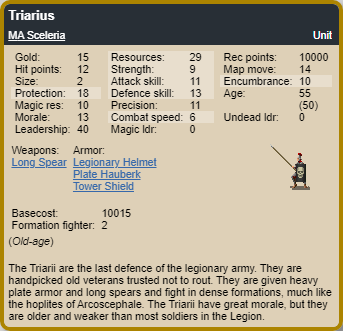 Triarius
MA Sceleria Unit
Gold: 15 Resources: 29 Rec points: 10000
Hit points: 12 Strength: 9 Map move: 14
Size: 2 Attack skill: 11 Encumbrance: 10
Protection: 18 Defence skill: 13 Age: 55
Magic res: 10 Precision: 11 (50)
Morale: 13 Combat speed: 6 Undead ldr: 0
Leadership: 40 Magic ldr: 0
Weapons: Armor:
Long Spear Legionary Helmet
Plate Hauberk
Tower Shield
Basecost: 10015
Formation fighter: 2
(Old-age)
The Triarii are the last defence of the legionary army. They are
handpicked old veterans trusted not to rout. They are given heavy
plate armor and long spears and fight in dense formations, much like
the hoplites of Arcoscephale. The Triarii have great morale, but they
are older and weaker than most soldiers in the Legion.